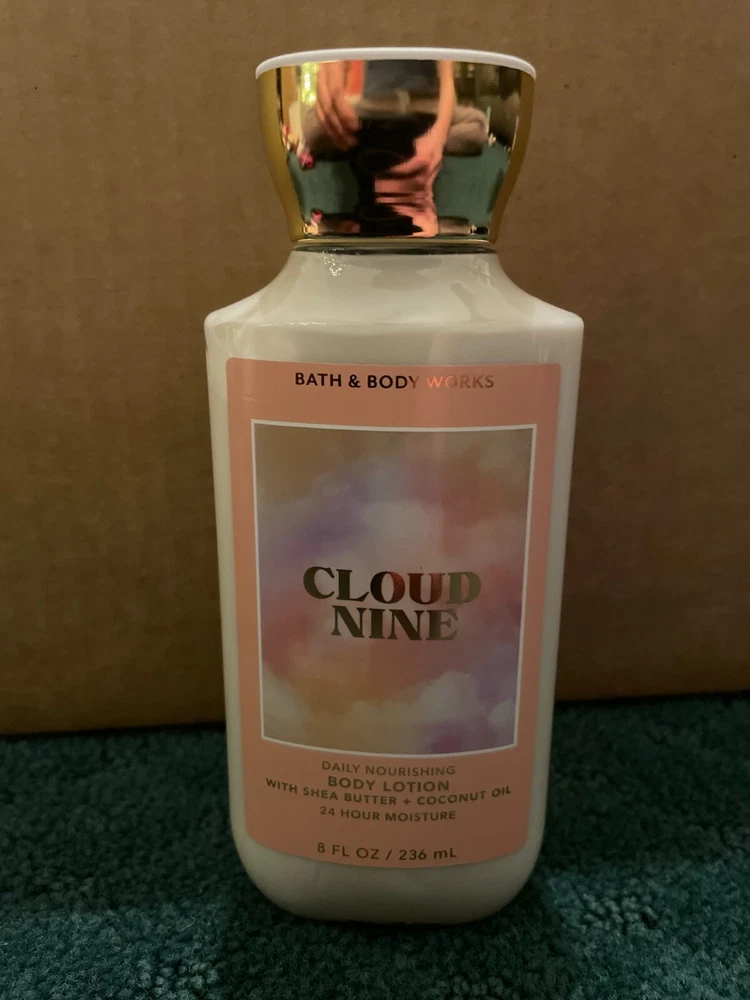 BATH & BODY WORKS
CLOUD
NINE
DAILY NOURISHING
BODY LOTION
WITH SHEA BUTTER + COCONUT OIL
24 HOUR MOISTURE
8 FL OZ / 236 mL